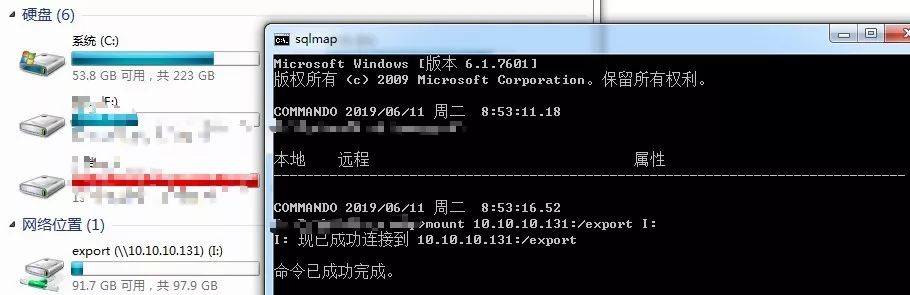 硬盘 (6)
系统 (C:)
53.8 GB 可用，共 223 GB
F:)
网络位置 (1)
export (\\10.10.10.131) (I:)
91.7 GB 可用，共 97.9 GB
sqlmap
Microsoft Windows [版本 6.1.7601]
版权所有 (c) 2009 Microsoft Corporation。保留所有权利。
COMMANDO 2019/06/11 周二 8:53:11.18
本地 远程 属性
-------------------------------------------------------------------------------
COMMANDO 2019/06/11 周二 8:53:16.52
>mount 10.10.10.131:/export I:
I: 现已成功连接到 10.10.10.131:/export
命令已成功完成。